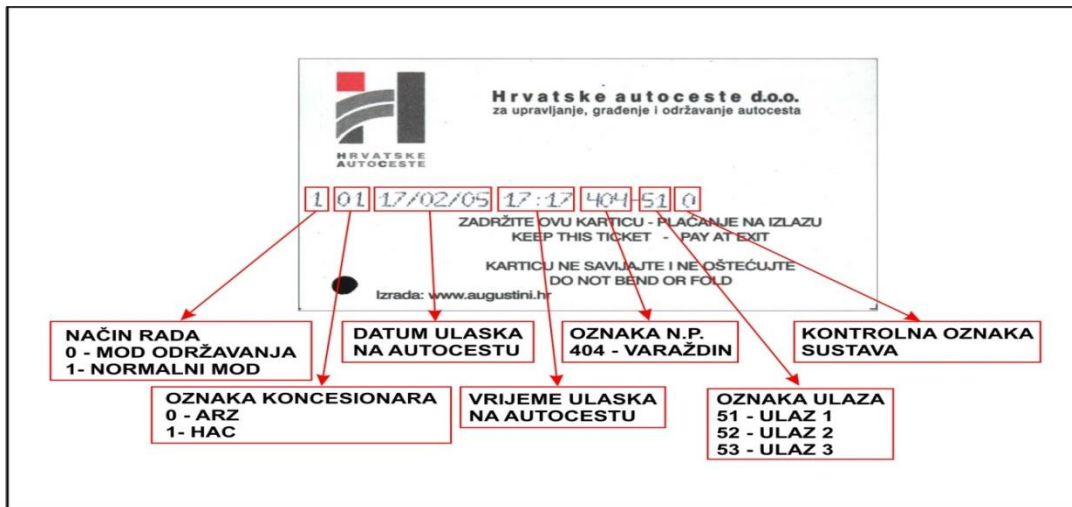 Hrvatske autoceste d.o.o.
za upravljanje, građenje i održavanje autocesta
HRVATSKE
AUTOCESTE
1 01 17/02/05 17:17 404-51 0
ZADRŽITE OVU KARTICU - PLAĆANJE NA IZLAZU
KEEP THIS TICKET - PAY AT EXIT
KARTICU NE SAVIJAJTE I NE OŠTEĆUJTE
DO NOT BEND OR FOLD
Izrada: www.augustini.hr
NAČIN RADA
0 - MOD ODRŽAVANJA
1- NORMALNI MOD
DATUM ULASKA
NA AUTOCESTU
OZNAKA N.P.
404 - VARAŽDIN
KONTROLNA OZNAKA
SUSTAVA
OZNAKA KONCESIONARA
0 - ARZ
1- HAC
VRIJEME ULASKA
NA AUTOCESTU
OZNAKA ULAZA
51 - ULAZ 1
52 - ULAZ 2
53 - ULAZ 3